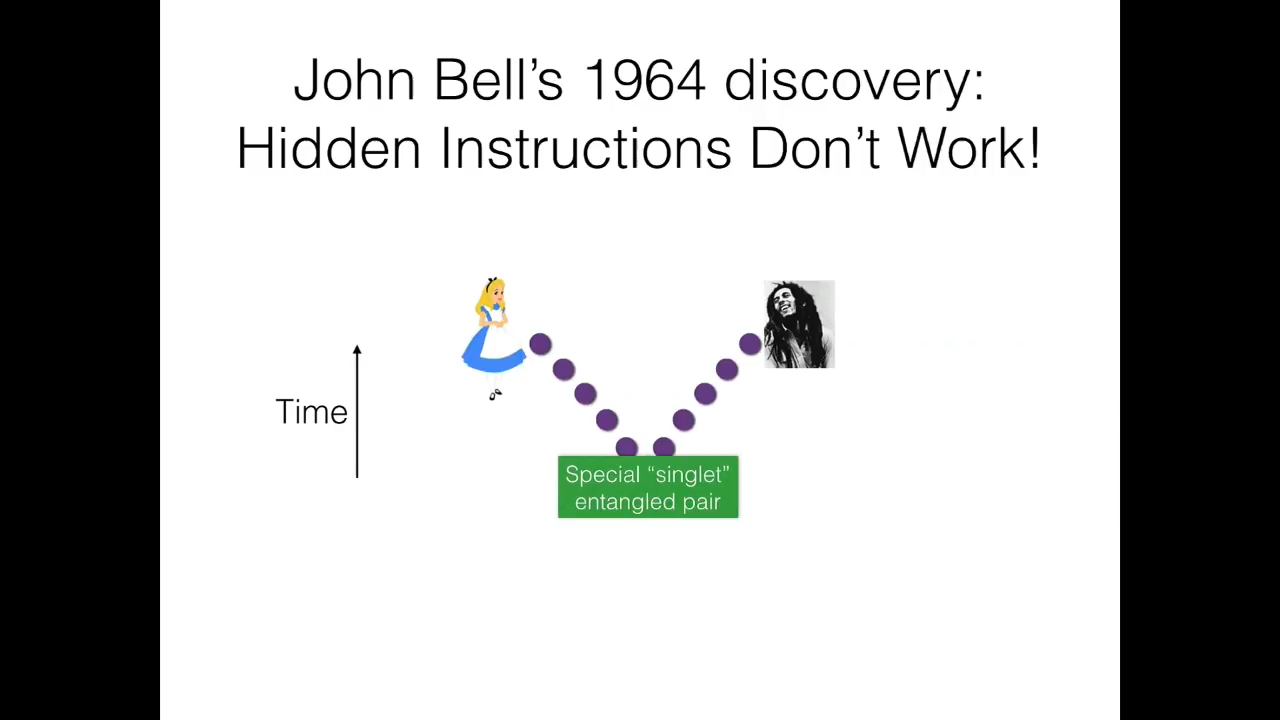 John Bell’s 1964 discovery:
Hidden Instructions Don’t Work!
Time
Special “singlet”
entangled pair